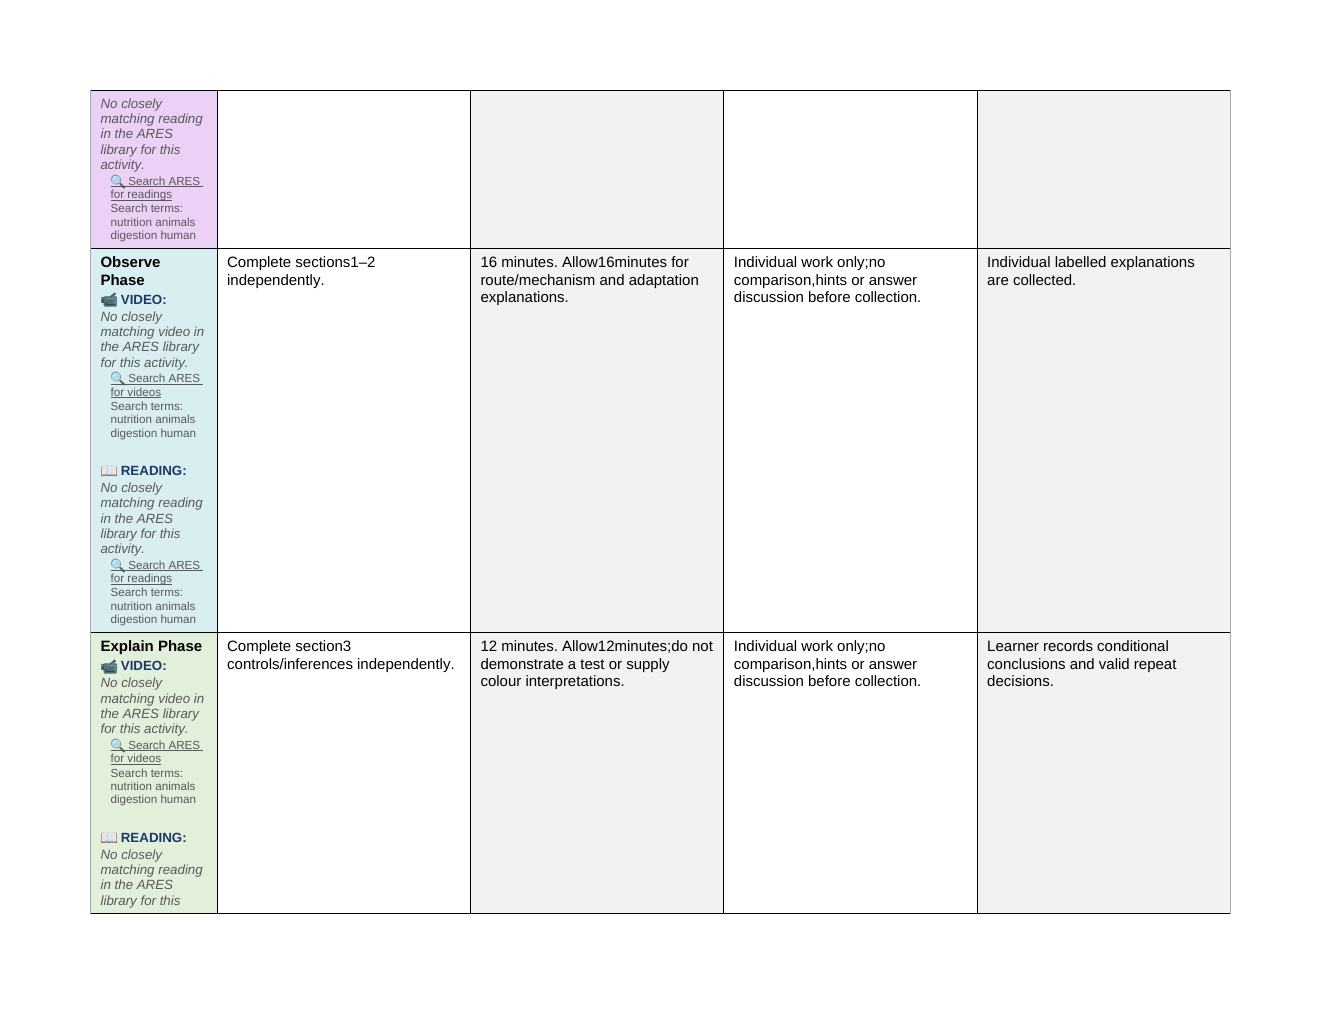 No closely
matching reading
in the ARES
library for this
activity.
🔍 Search ARES
for readings
Search terms:
nutrition animals
digestion human
Observe
Phase
📹 VIDEO:
No closely
matching video in
the ARES library
for this activity.
🔍 Search ARES
for videos
Search terms:
nutrition animals
digestion human
📖 READING:
No closely
matching reading
in the ARES
library for this
activity.
🔍 Search ARES
for readings
Search terms:
nutrition animals
digestion human
Complete sections1–2
independently.
16 minutes. Allow16minutes for
route/mechanism and adaptation
explanations.
Individual work only;no
comparison,hints or answer
discussion before collection.
Individual labelled explanations
are collected.
Explain Phase
📹 VIDEO:
No closely
matching video in
the ARES library
for this activity.
🔍 Search ARES
for videos
Search terms:
nutrition animals
digestion human
📖 READING:
No closely
matching reading
in the ARES
library for this
Complete section3
controls/inferences independently.
12 minutes. Allow12minutes;do not
demonstrate a test or supply
colour interpretations.
Individual work only;no
comparison,hints or answer
discussion before collection.
Learner records conditional
conclusions and valid repeat
decisions.